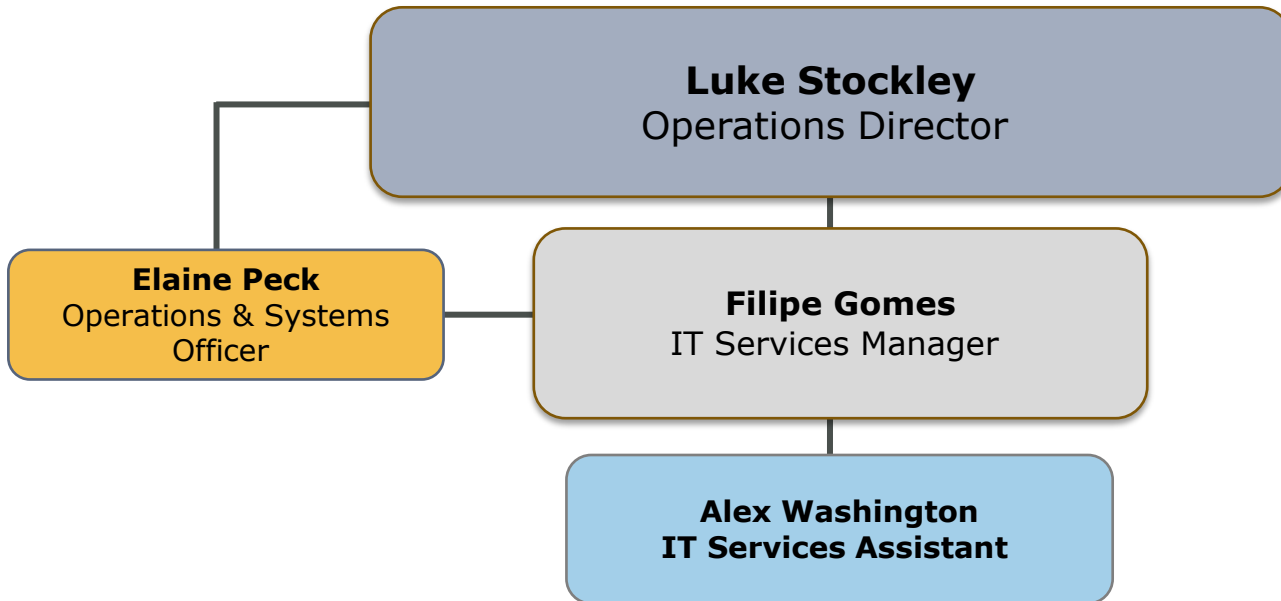 Luke Stockley
Operations Director
Elaine Peck
Operations & Systems
Officer
Filipe Gomes
IT Services Manager
Alex Washington
IT Services Assistant